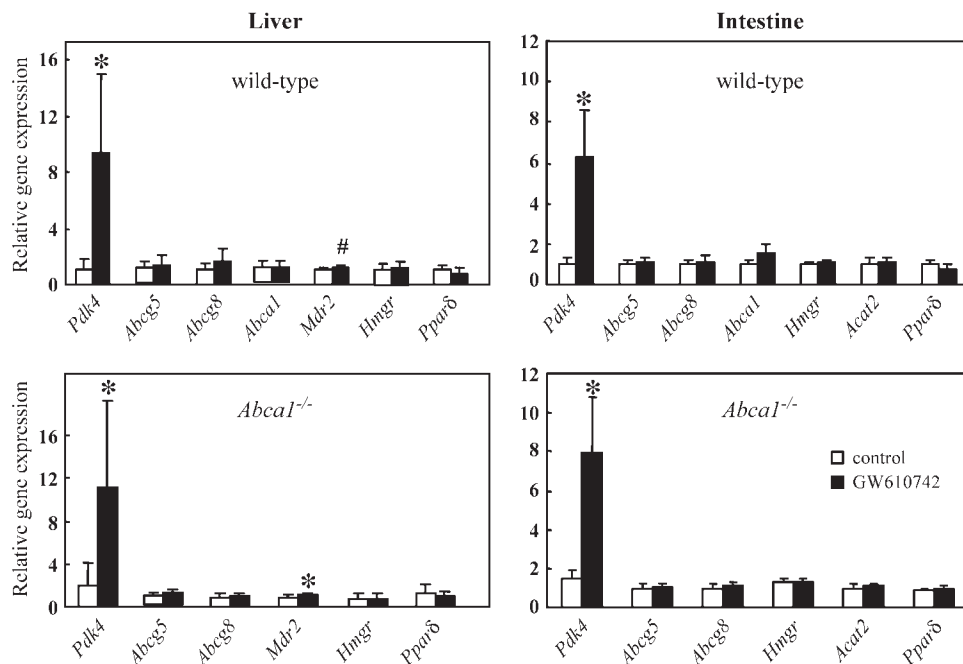 Liver
Intestine
Relative gene expression
16
12
8
4
0
*
wild-type
#
Pdk4 Abcg5 Abcg8 Abca1 Mdr2 Hmgr Pparδ
12
10
8
6
4
2
0
*
wild-type
Pdk4 Abcg5 Abcg8 Abca1 Hmgr Acat2 Pparδ
Relative gene expression
16
12
8
4
0
*
Abca1-/-
*
Pdk4 Abcg5 Abcg8 Mdr2 Hmgr Pparδ
12
10
8
6
4
2
0
*
Abca1-/-
control
GW610742
Pdk4 Abcg5 Abcg8 Hmgr Acat2 Pparδ